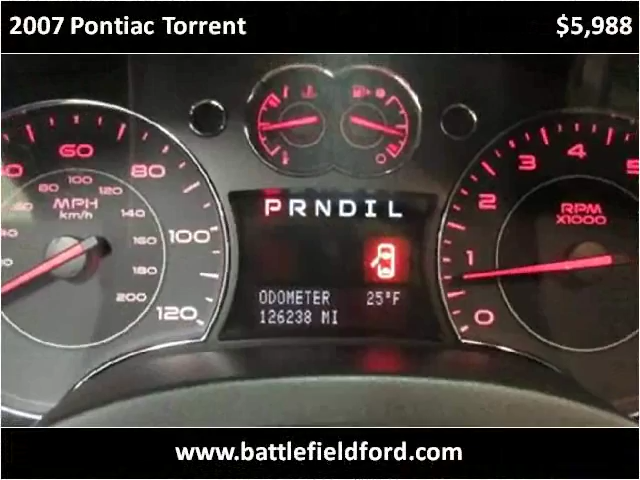 2007 Pontiac Torrent $5,988
60
80
100
120
MPH
km/h
80 100 120
140
160
180
200
PRNDIL
ODOMETER 25°F
126238 MI
0
1
2
3
4
5
RPM
X1000
www.battlefieldford.com